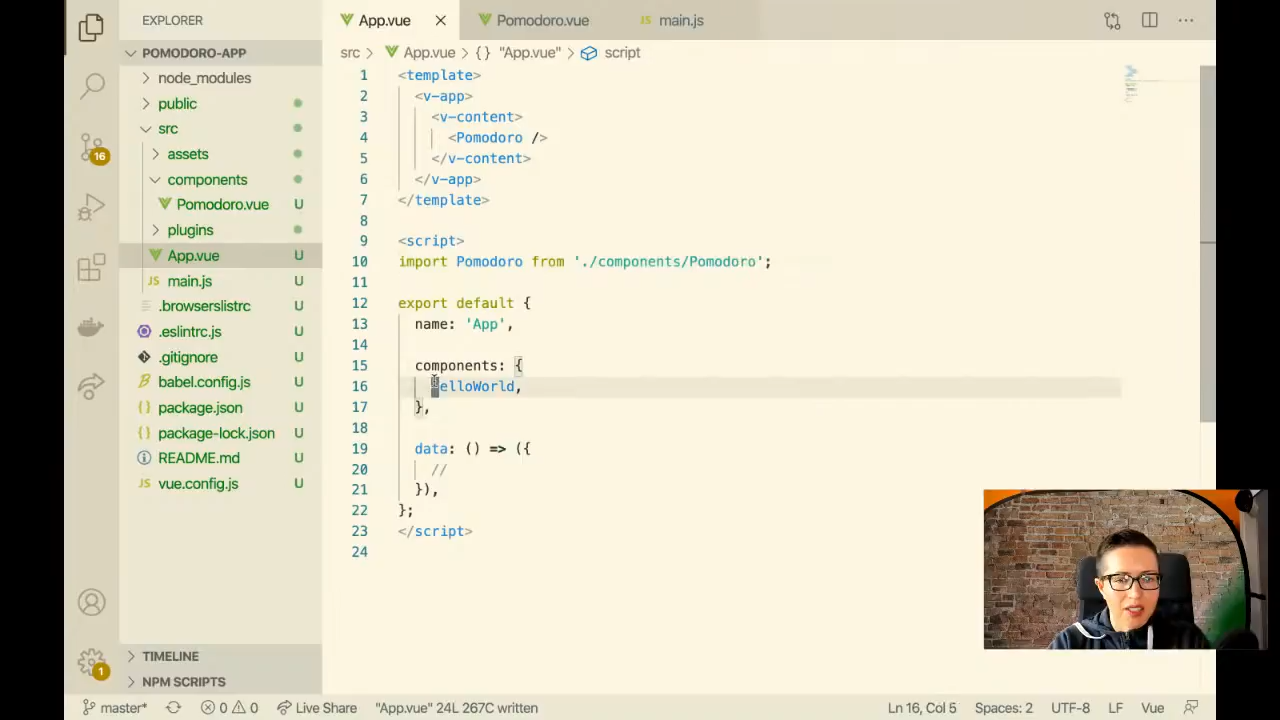 EXPLORER
POMODORO-APP
node_modules
public
src
assets
components
Pomodoro.vue U
plugins
App.vue U
JS main.js U
.browserslistrc U
.eslintrc.js U
.gitignore U
babel.config.js U
{} package.json U
{} package-lock.json U
README.md U
JS vue.config.js U
TIMELINE
NPM SCRIPTS
16
1
App.vue
Pomodoro.vue
JS main.js
src > App.vue > {} "App.vue" > script
1 <template>
2 <v-app>
3 <v-content>
4 <Pomodoro />
5 </v-content>
6 </v-app>
7 </template>
8
9 <script>
10 import Pomodoro from './components/Pomodoro';
11
12 export default {
13 name: 'App',
14
15 components: {
16 HelloWorld,
17 },
18
19 data: () => ({
20 //
21 }),
22 };
23 </script>
24
master* 0 0 Live Share "App.vue" 24L 267C written Ln 16, Col 5 Spaces: 2 UTF-8 LF Vue